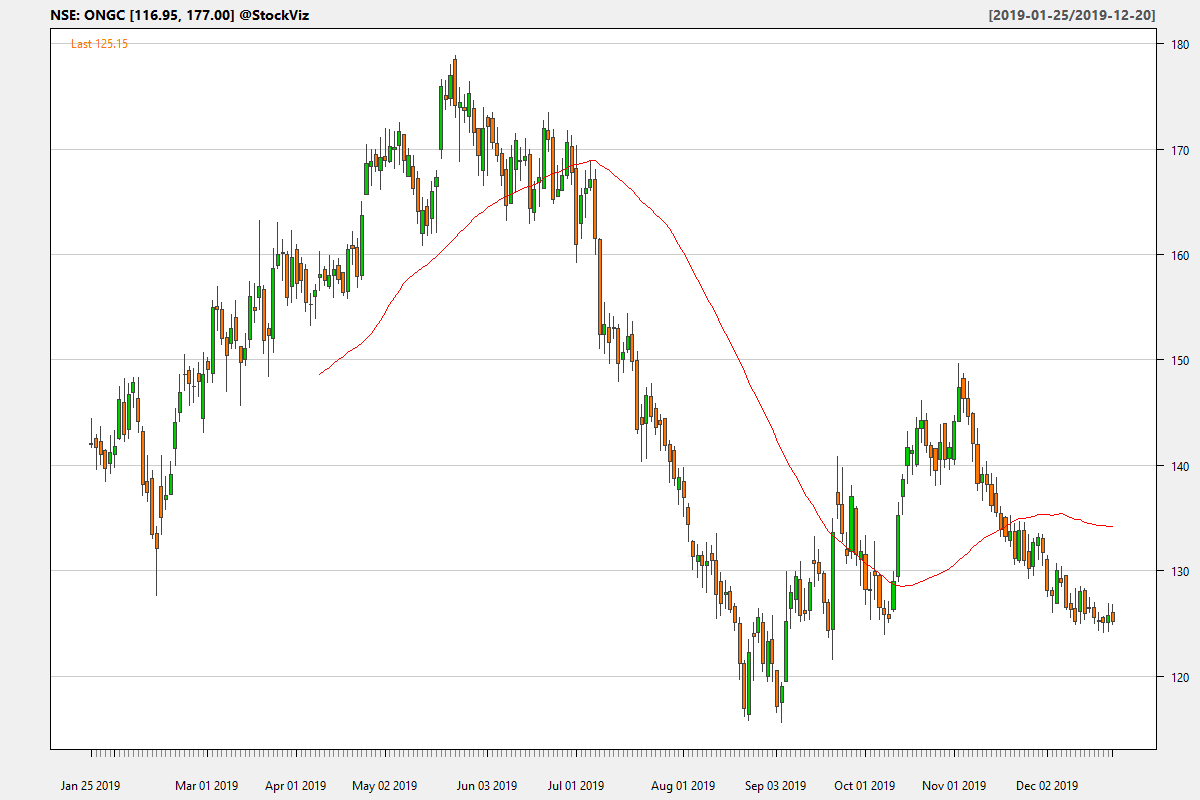 NSE: ONGC [116.95, 177.00] @StockViz [2019-01-25/2019-12-20]
Last 125.15
180
170
160
150
140
130
120
Jan 25 2019 Mar 01 2019 Apr 01 2019 May 02 2019 Jun 03 2019 Jul 01 2019 Aug 01 2019 Sep 03 2019 Oct 01 2019 Nov 01 2019 Dec 02 2019